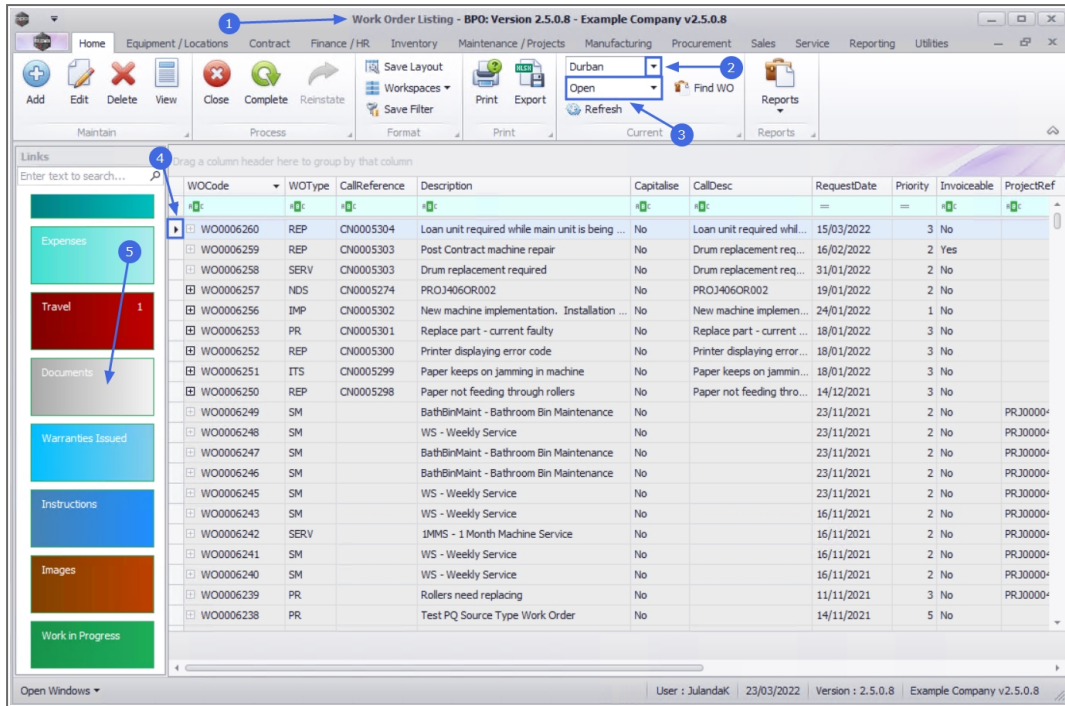 Work Order Listing - BPO: Version 2.5.0.8 - Example Company v2.5.0.8
1
Home Equipment / Locations Contract Finance / HR Inventory Maintenance / Projects Manufacturing Procurement Sales Service Reporting Utilities
Add Edit Delete View
Maintain
Close Complete Reinstate
Process
Save Layout
Workspaces
Save Filter
Format
Print Export
Print
Durban
2
Open
Find WO
Refresh
3
Current
Reports
Reports
Links
4
Drag a column header here to group by that column
Enter text to search...
WOCode WOType CallReference Description Capitalise CallDesc RequestDate Priority Invoiceable ProjectRef
WO0006260 REP CN0005304 Loan unit required while main unit is being ... No Loan unit required whil... 15/03/2022 3 No
WO0006259 REP CN0005303 Post Contract machine repair No Drum replacement req... 16/02/2022 2 Yes
WO0006258 SERV CN0005303 Drum replacement required No Drum replacement req... 31/01/2022 2 No
WO0006257 NDS CN0005274 PROJ406OR002 No PROJ406OR002 19/01/2022 2 No
WO0006256 IMP CN0005302 New machine implementation. Installation ... No New machine implemen... 24/01/2022 1 No
WO0006253 PR CN0005301 Replace part - current faulty No Replace part - current ... 18/01/2022 3 No
WO0006252 REP CN0005300 Printer displaying error code No Printer displaying error... 18/01/2022 3 No
WO0006251 ITS CN0005299 Paper keeps on jamming in machine No Paper keeps on jammin... 18/01/2022 3 No
WO0006250 REP CN0005298 Paper not feeding through rollers No Paper not feeding thro... 14/12/2021 3 No
WO0006249 SM BathBinMaint - Bathroom Bin Maintenance No 23/11/2021 2 No PRJ00004
WO0006248 SM WS - Weekly Service No 23/11/2021 2 No PRJ00004
WO0006247 SM BathBinMaint - Bathroom Bin Maintenance No 23/11/2021 2 No PRJ00004
WO0006246 SM BathBinMaint - Bathroom Bin Maintenance No 23/11/2021 2 No PRJ00004
WO0006245 SM WS - Weekly Service No 23/11/2021 2 No PRJ00004
WO0006243 SM WS - Weekly Service No 16/11/2021 2 No PRJ00004
WO0006242 SERV 1MMS - 1 Month Machine Service No 16/11/2021 2 No PRJ00004
WO0006241 SM WS - Weekly Service No 16/11/2021 2 No PRJ00004
WO0006240 SM WS - Weekly Service No 16/11/2021 2 No PRJ00004
WO0006239 PR Rollers need replacing No 11/11/2021 3 No PRJ00004
WO0006238 PR Test PQ Source Type Work Order No 14/11/2021 5 No
Expenses
5
Travel 1
Documents
Warranties Issued
Instructions
Images
Work in Progress
Open Windows
User : JulandaK 23/03/2022 Version : 2.5.0.8 Example Company v2.5.0.8